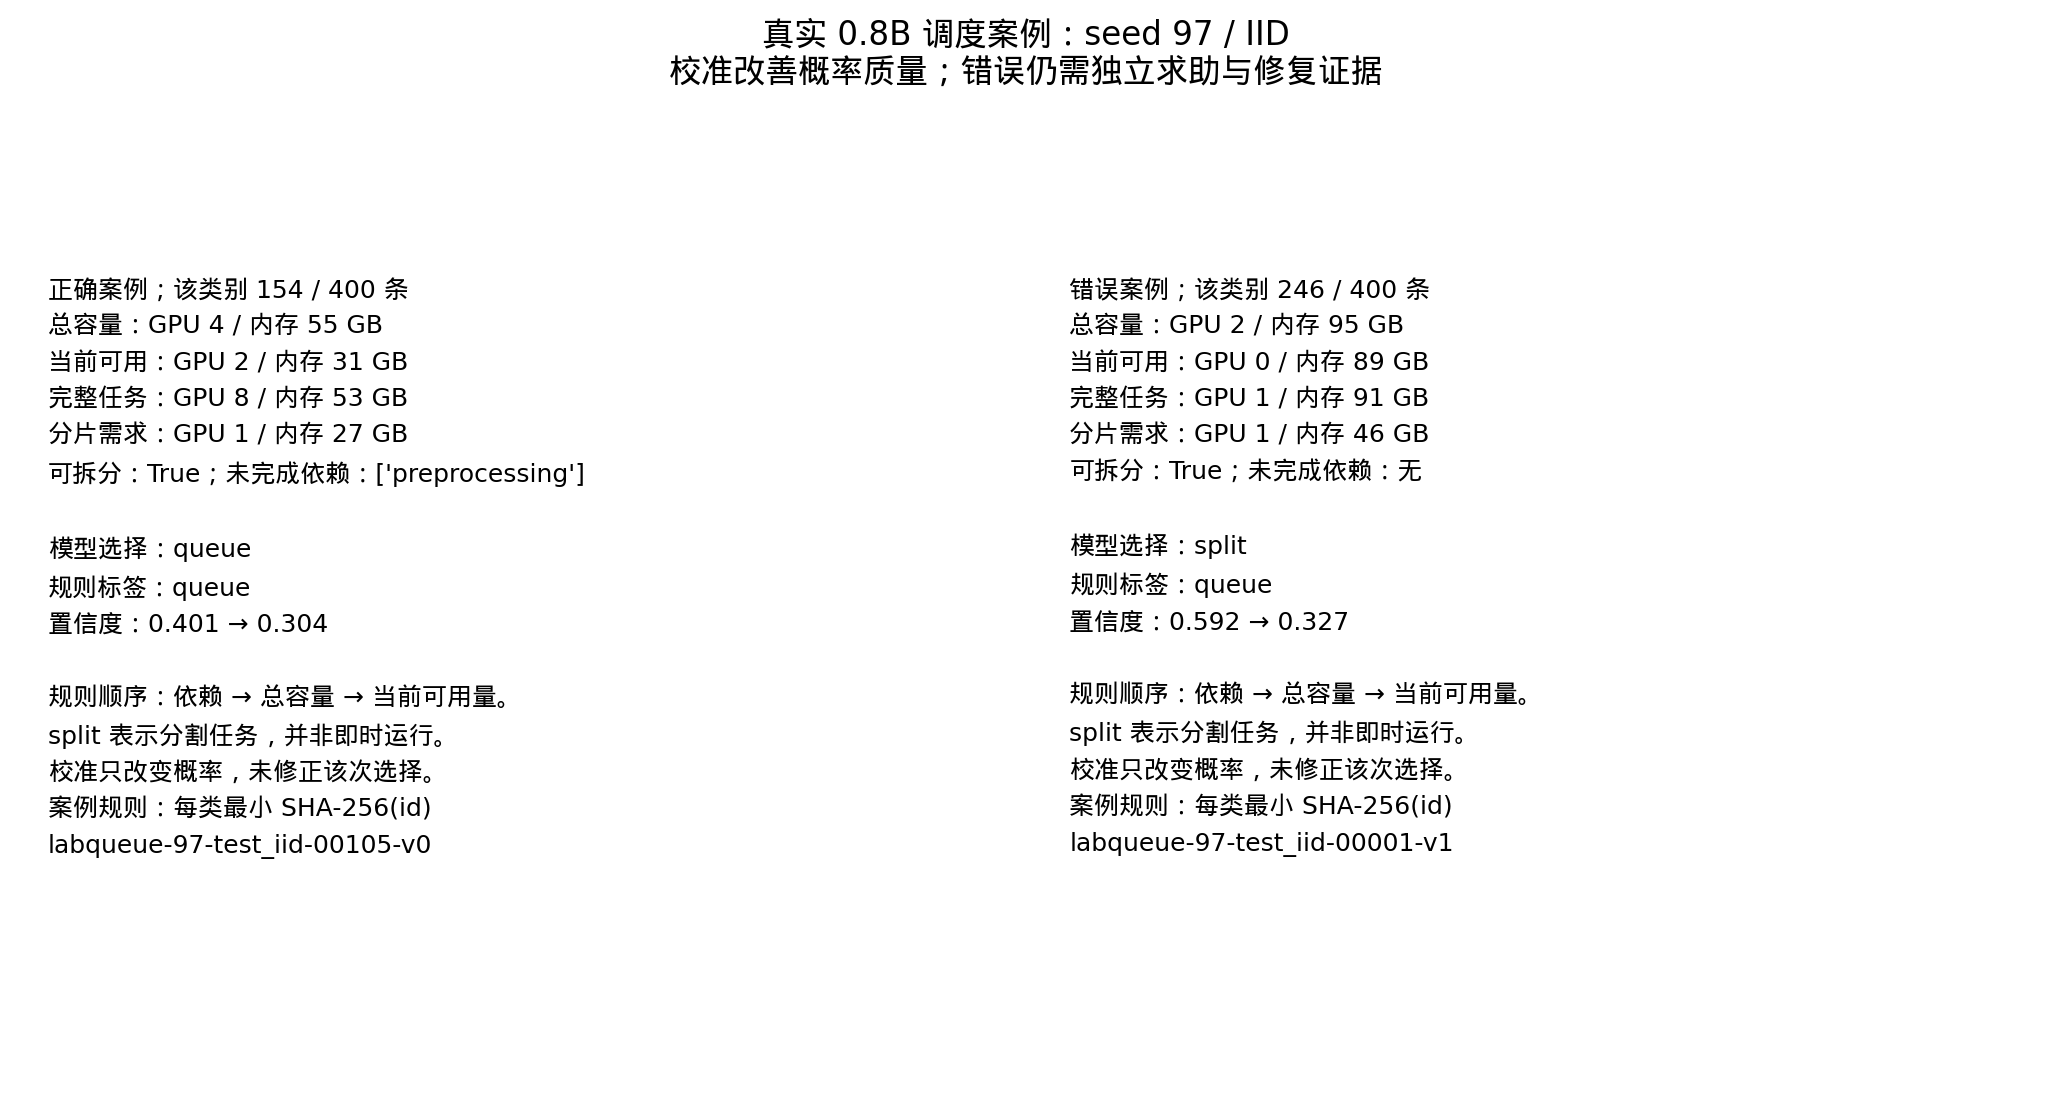 真实 0.8B 调度案例：seed 97 / IID
校准改善概率质量；错误仍需独立求助与修复证据
正确案例；该类别 154 / 400 条
总容量：GPU 4 / 内存 55 GB
当前可用：GPU 2 / 内存 31 GB
完整任务：GPU 8 / 内存 53 GB
分片需求：GPU 1 / 内存 27 GB
可拆分：True；未完成依赖：['preprocessing']
模型选择：queue
规则标签：queue
置信度：0.401 → 0.304
规则顺序：依赖 → 总容量 → 当前可用量。
split 表示分割任务，并非即时运行。
校准只改变概率，未修正该次选择。
案例规则：每类最小 SHA-256(id)
labqueue-97-test_iid-00105-v0
错误案例；该类别 246 / 400 条
总容量：GPU 2 / 内存 95 GB
当前可用：GPU 0 / 内存 89 GB
完整任务：GPU 1 / 内存 91 GB
分片需求：GPU 1 / 内存 46 GB
可拆分：True；未完成依赖：无
模型选择：split
规则标签：queue
置信度：0.592 → 0.327
规则顺序：依赖 → 总容量 → 当前可用量。
split 表示分割任务，并非即时运行。
校准只改变概率，未修正该次选择。
案例规则：每类最小 SHA-256(id)
labqueue-97-test_iid-00001-v1